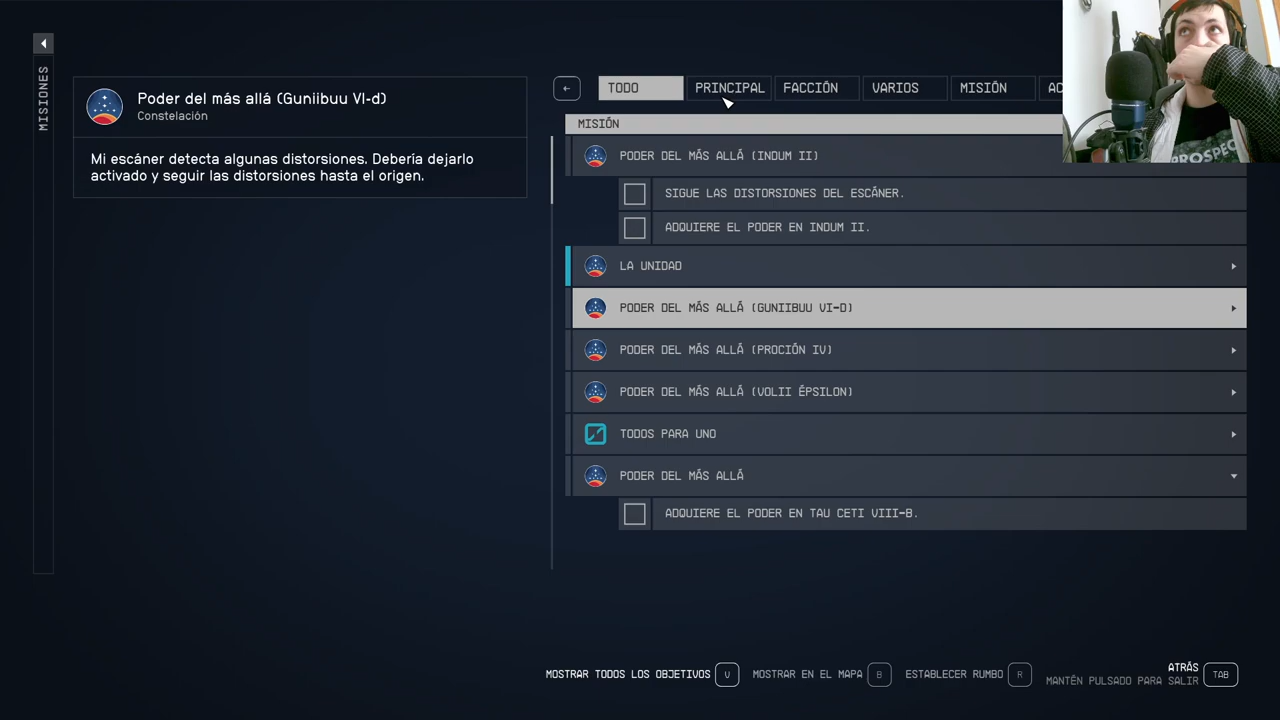 MISIONES
Poder del más allá (Guniibuu VI-d)
Constelación
Mi escáner detecta algunas distorsiones. Debería dejarlo
activado y seguir las distorsiones hasta el origen.
←
TODO
PRINCIPAL
FACCIÓN
VARIOS
MISIÓN
AC
MISIÓN
PODER DEL MÁS ALLÁ (INDUM II)
SIGUE LAS DISTORSIONES DEL ESCÁNER.
ADQUIERE EL PODER EN INDUM II.
LA UNIDAD
PODER DEL MÁS ALLÁ (GUNIIBUU VI-D)
PODER DEL MÁS ALLÁ (PROCIÓN IV)
PODER DEL MÁS ALLÁ (VOLII ÉPSILON)
TODOS PARA UNO
PODER DEL MÁS ALLÁ
ADQUIERE EL PODER EN TAU CETI VIII-B.
MOSTRAR TODOS LOS OBJETIVOS V
MOSTRAR EN EL MAPA B
ESTABLECER RUMBO R
ATRÁS
MANTÉN PULSADO PARA SALIR TAB
PROSPEC